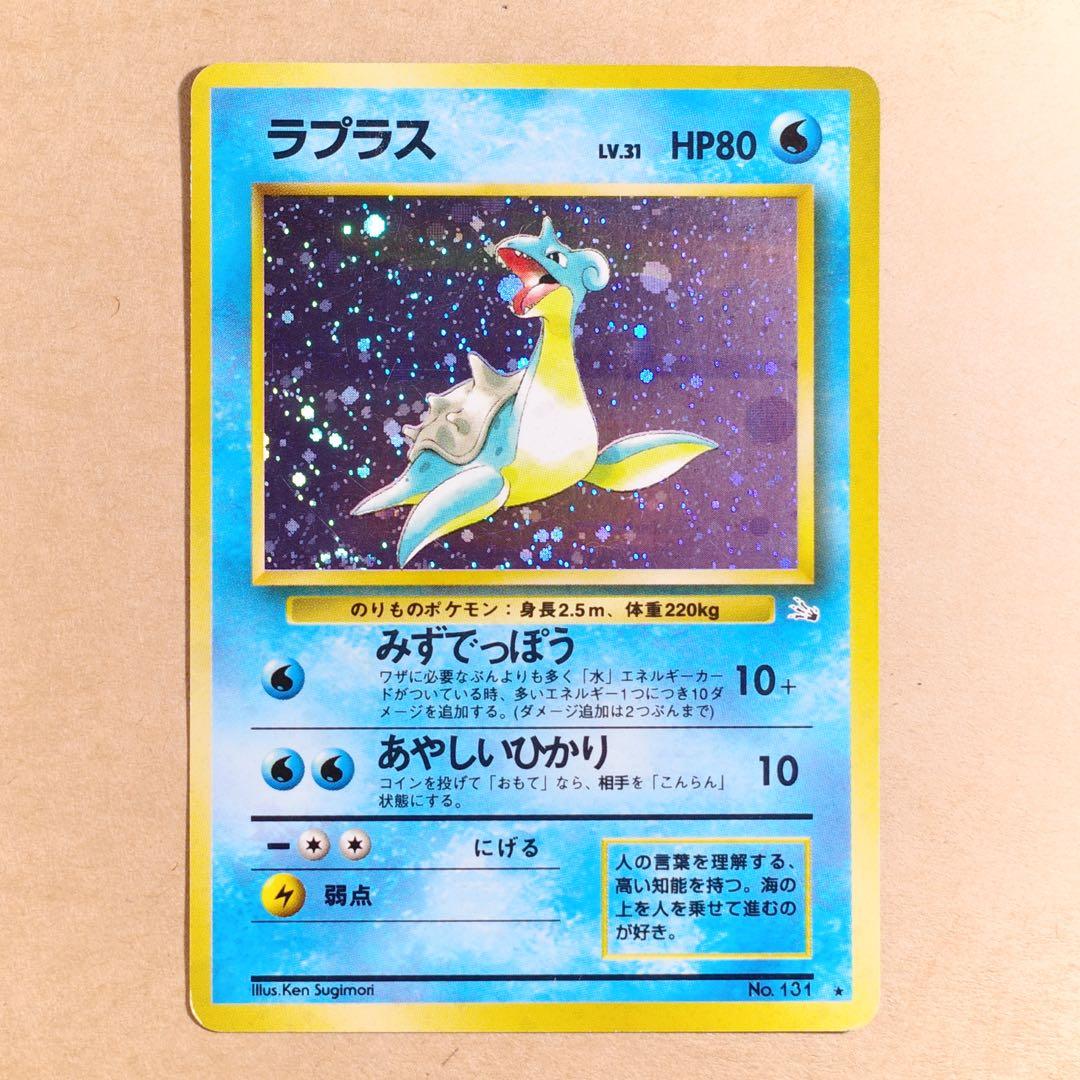 ラプラス LV.31 HP80
のりものポケモン：身長2.5m、体重220kg
みずでっぽう
ワザに必要なぶんよりも多く「水」エネルギーカー
ドがついている時、多いエネルギー1つにつき10ダ
メージを追加する。(ダメージ追加は2つぶんまで)
10+
あやしいひかり
コインを投げて「おもて」なら、相手を「こんらん」
状態にする。
10
にげる
弱点
人の言葉を理解する、
高い知能を持つ。海の
上を人を乗せて進むの
が好き。
Illus.Ken Sugimori No. 131 ★